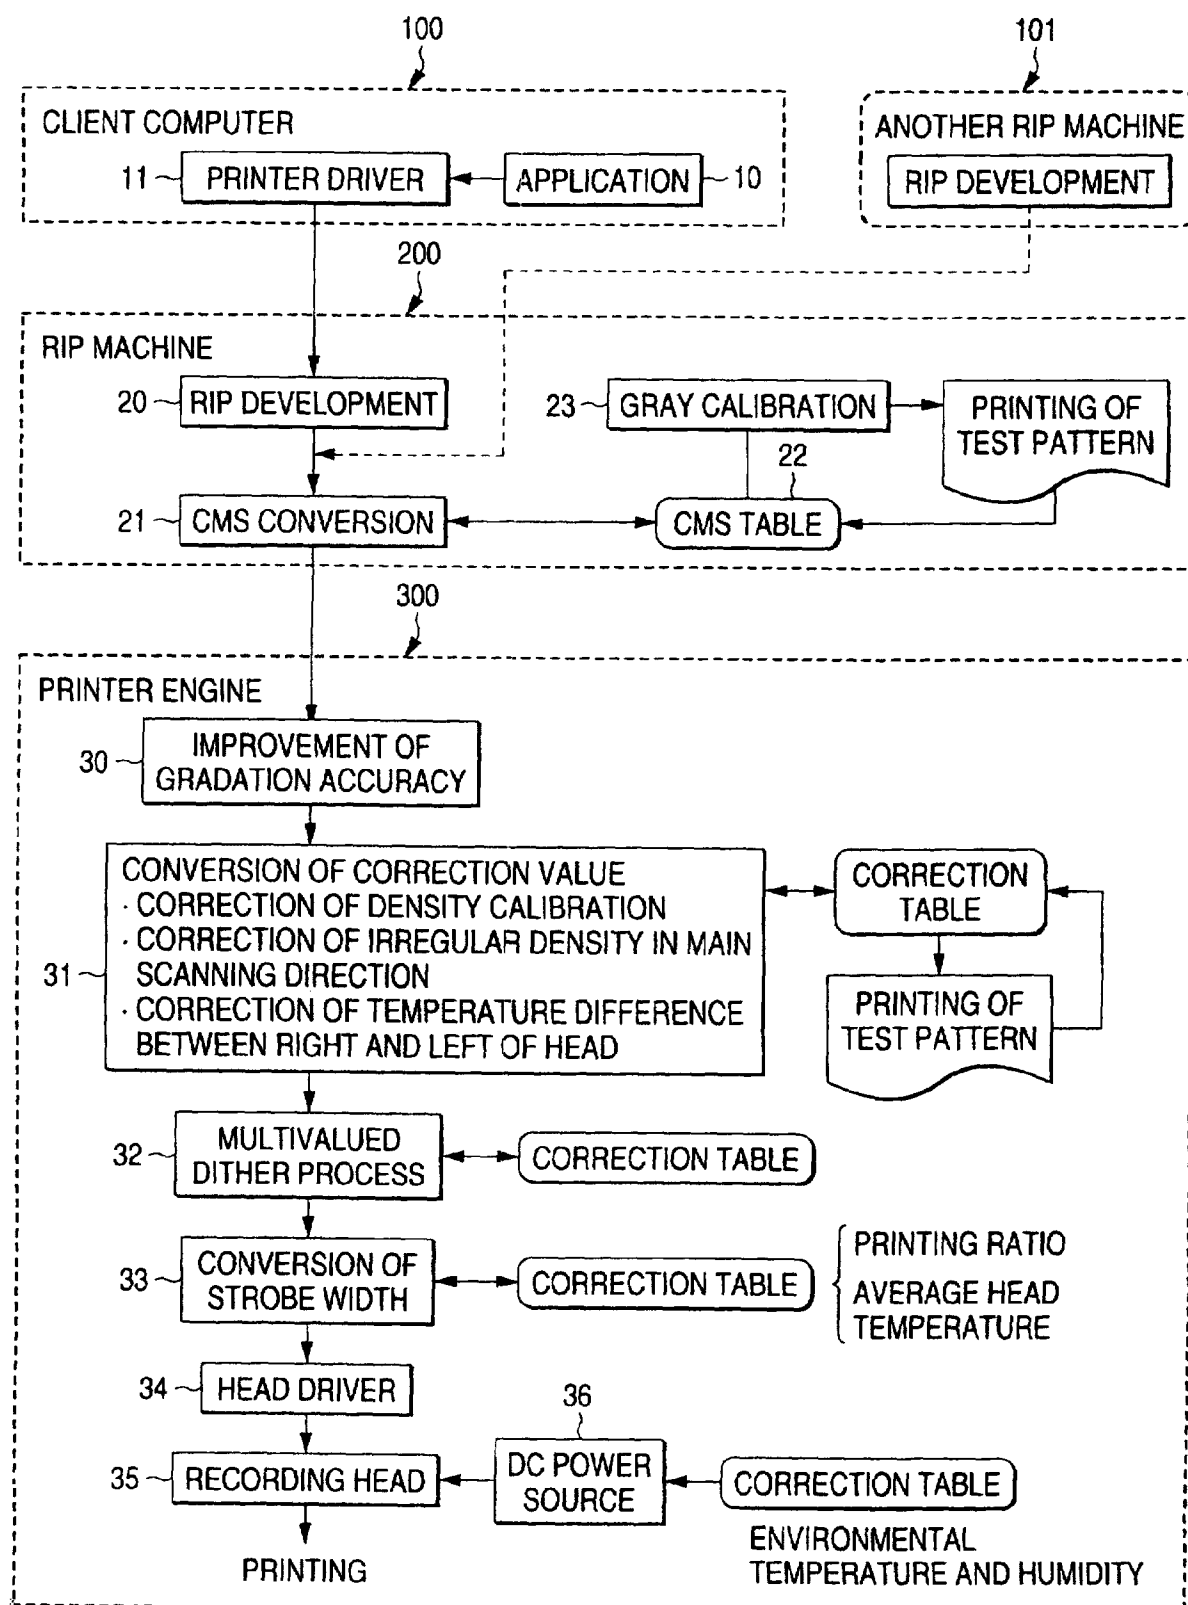 100
101
CLIENT COMPUTER
11
PRINTER DRIVER
APPLICATION
10
ANOTHER RIP MACHINE
RIP DEVELOPMENT
200
RIP MACHINE
20
RIP DEVELOPMENT
23
GRAY CALIBRATION
PRINTING OF
TEST PATTERN
22
21
CMS CONVERSION
CMS TABLE
300
PRINTER ENGINE
30
IMPROVEMENT OF
GRADATION ACCURACY
31
CONVERSION OF CORRECTION VALUE
· CORRECTION OF DENSITY CALIBRATION
· CORRECTION OF IRREGULAR DENSITY IN MAIN
SCANNING DIRECTION
· CORRECTION OF TEMPERATURE DIFFERENCE
BETWEEN RIGHT AND LEFT OF HEAD
CORRECTION
TABLE
PRINTING OF
TEST PATTERN
32
MULTIVALUED
DITHER PROCESS
CORRECTION TABLE
33
CONVERSION OF
STROBE WIDTH
CORRECTION TABLE
PRINTING RATIO
AVERAGE HEAD
TEMPERATURE
34
HEAD DRIVER
36
35
RECORDING HEAD
DC POWER
SOURCE
CORRECTION TABLE
ENVIRONMENTAL
TEMPERATURE AND HUMIDITY
PRINTING